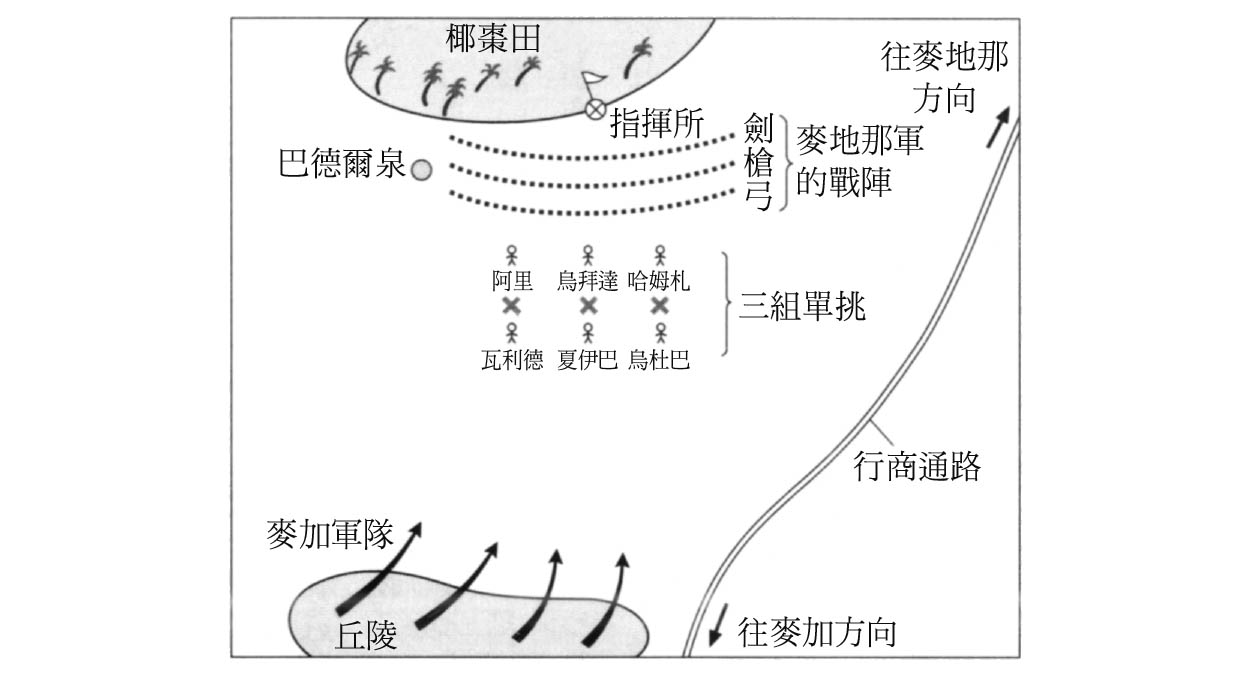 椰棗田
往麥地那
方向
指揮所
劍
槍
弓
麥地那軍
的戰陣
巴德爾泉
阿里
烏拜達
哈姆札
三組單挑
瓦利德
夏伊巴
烏杜巴
行商通路
麥加軍隊
丘陵
往麥加方向